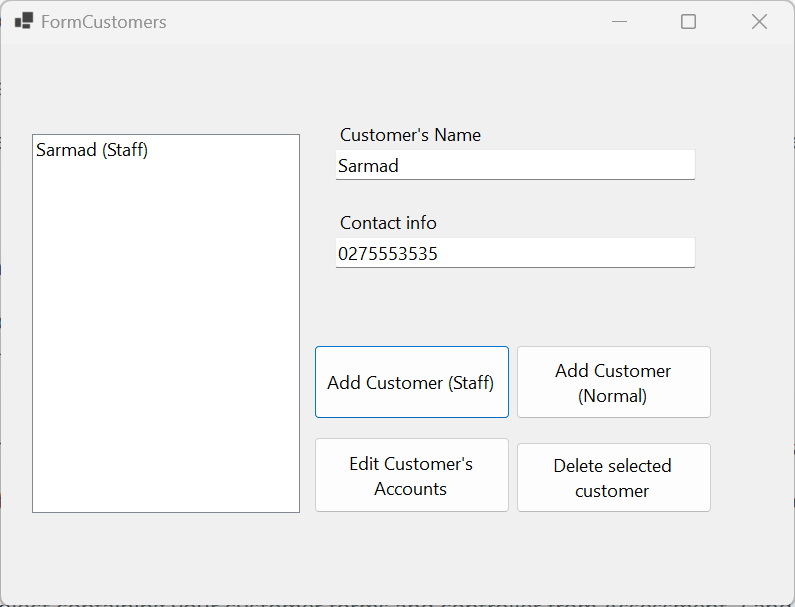 FormCustomers
Sarmad (Staff)
Customer's Name
Sarmad
Contact info
0275553535
Add Customer (Staff)
Add Customer
(Normal)
Edit Customer's
Accounts
Delete selected
customer